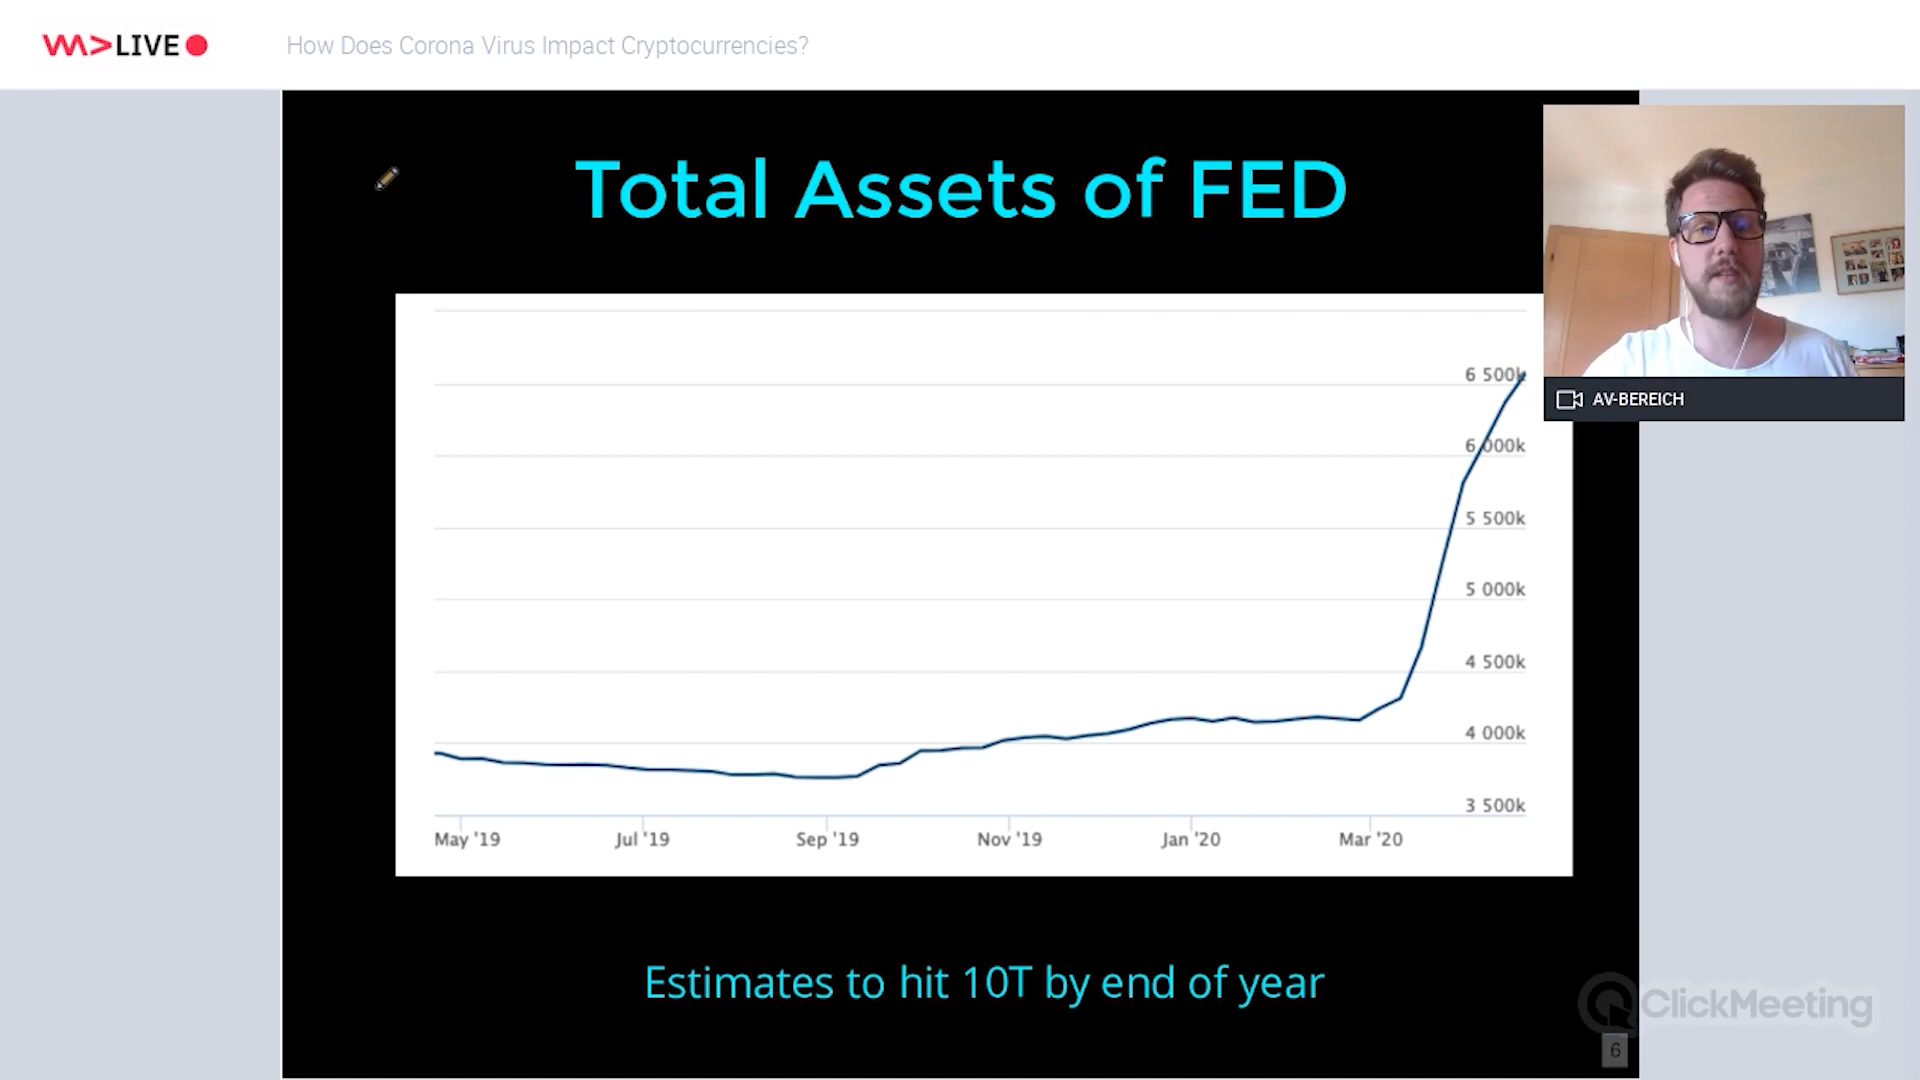 LIVE
How Does Corona Virus Impact Cryptocurrencies?
Total Assets of FED
AV-BEREICH
6 500k
6 000k
5 500k
5 000k
4 500k
4 000k
3 500k
May '19 Jul '19 Sep '19 Nov '19 Jan '20 Mar '20
Estimates to hit 10T by end of year
ClickMeeting
6